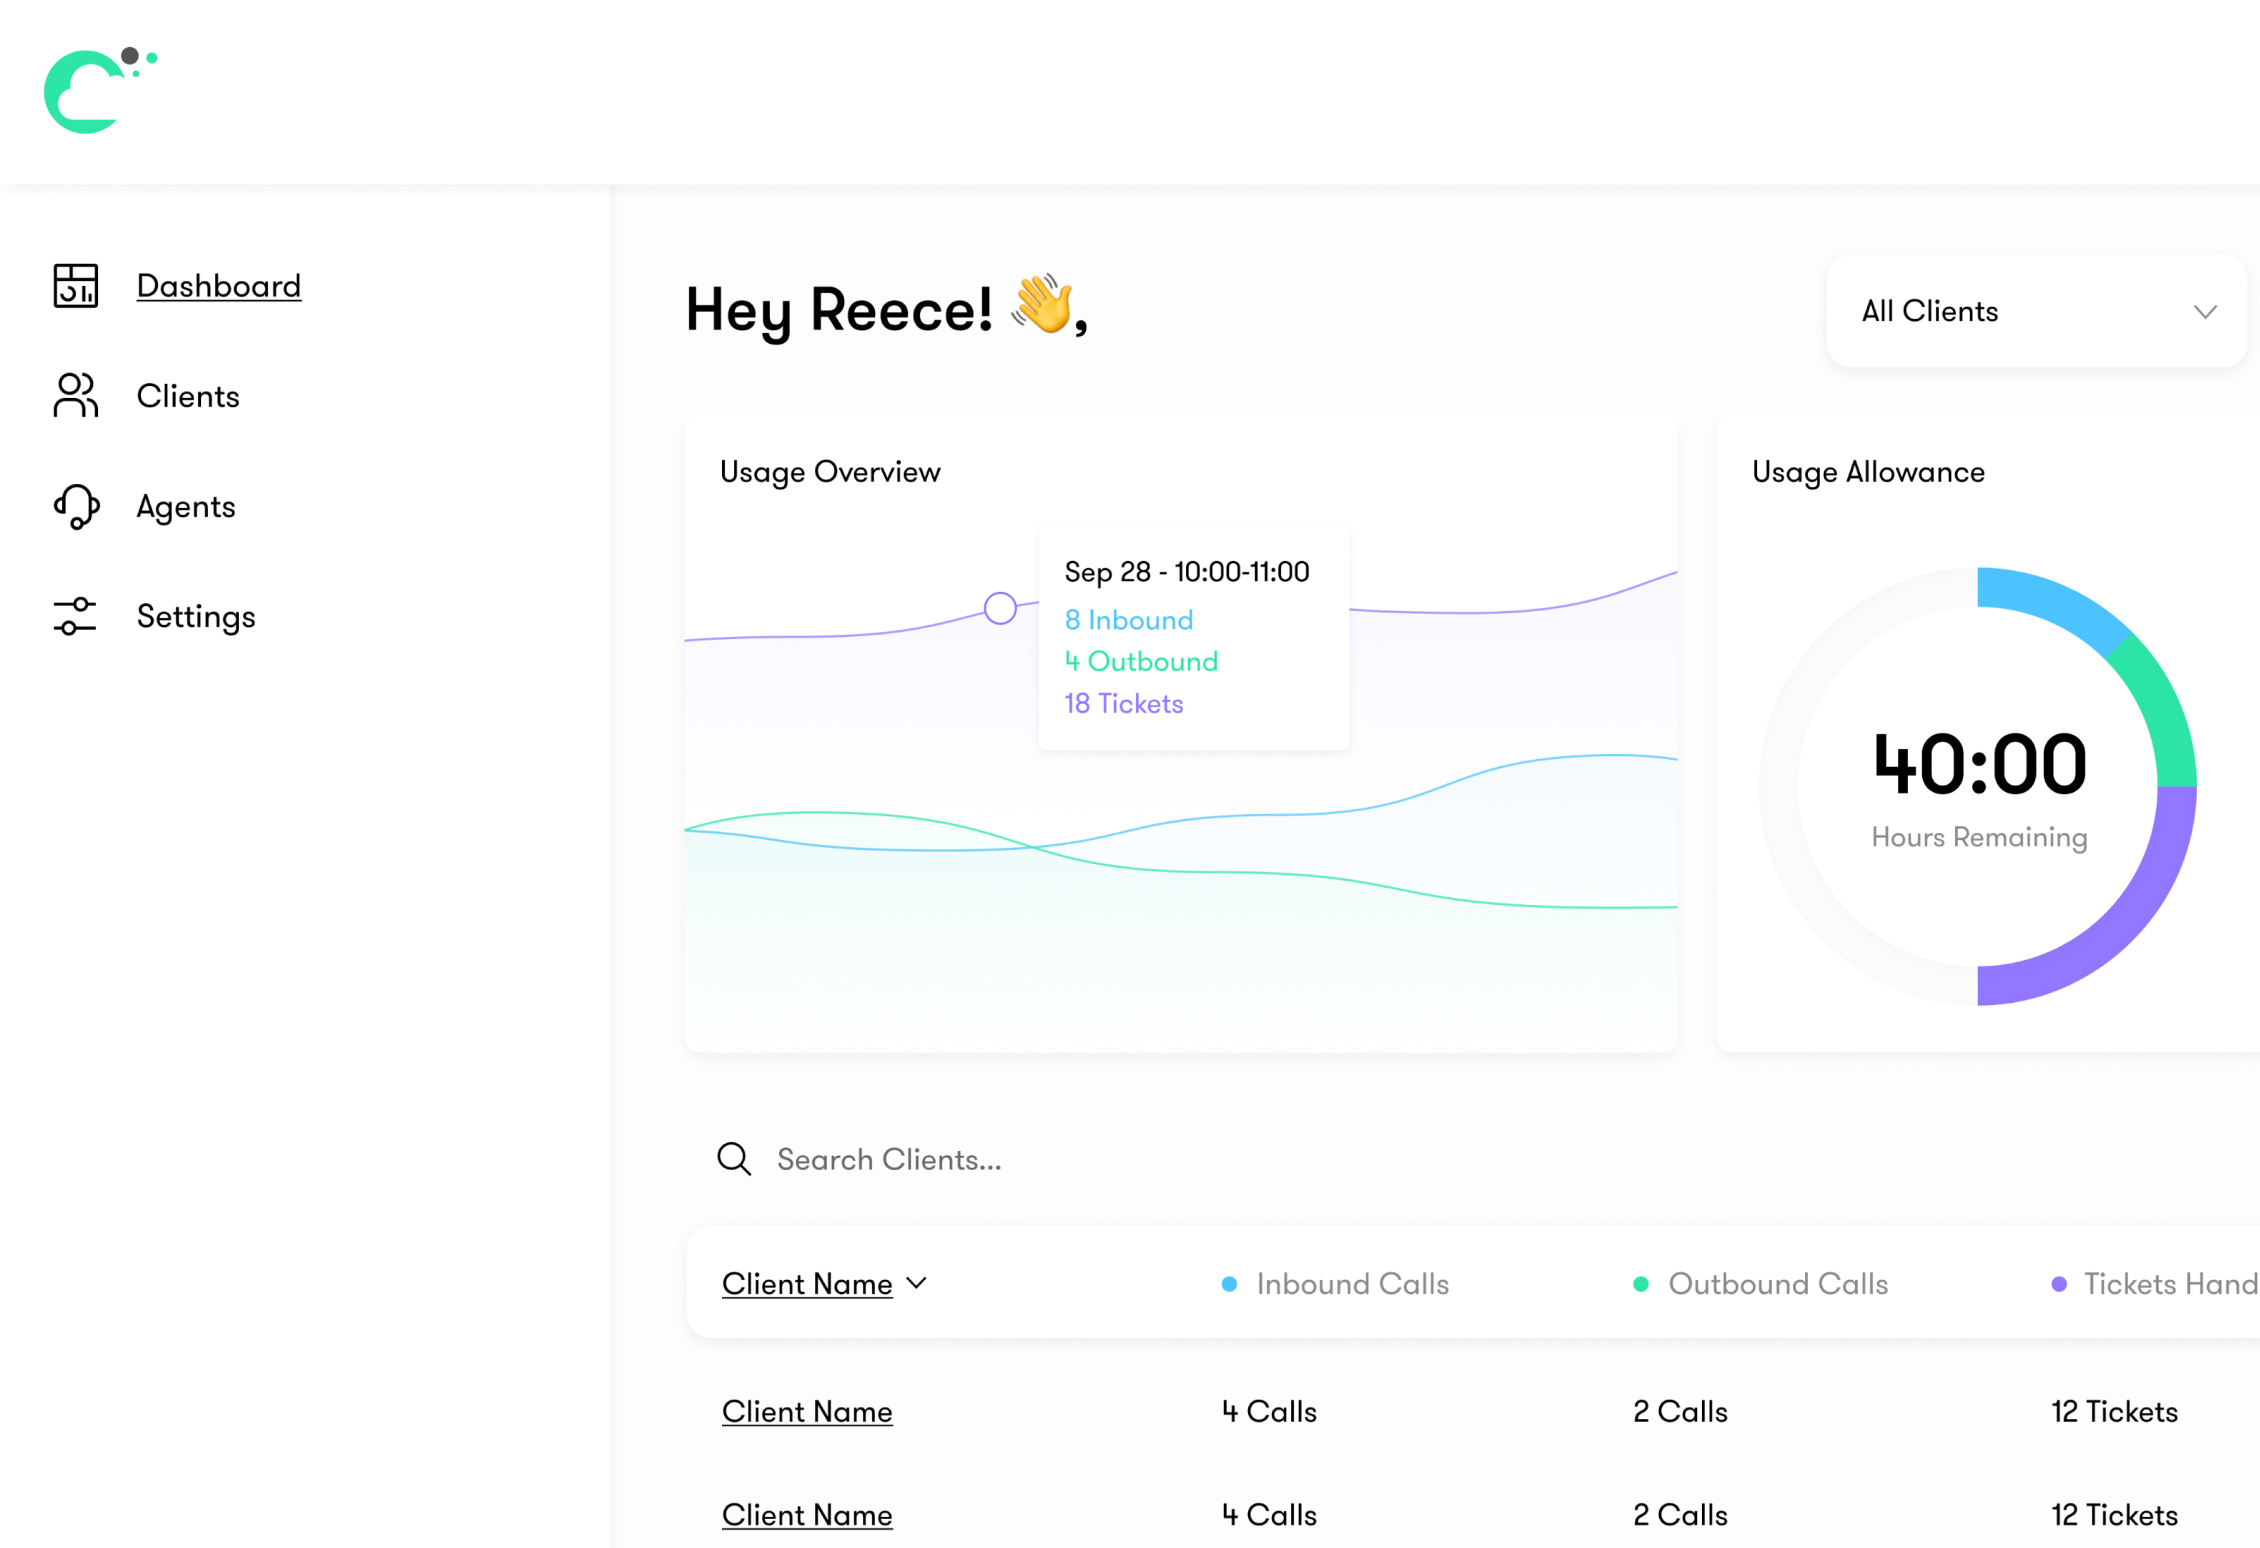 Dashboard
Clients
Agents
Settings
Hey Reece! 👋,
All Clients
Usage Overview
Sep 28 - 10:00-11:00
8 Inbound
4 Outbound
18 Tickets
Usage Allowance
40:00
Hours Remaining
Search Clients...
Client Name Inbound Calls Outbound Calls Tickets Hand
Client Name 4 Calls 2 Calls 12 Tickets
Client Name 4 Calls 2 Calls 12 Tickets